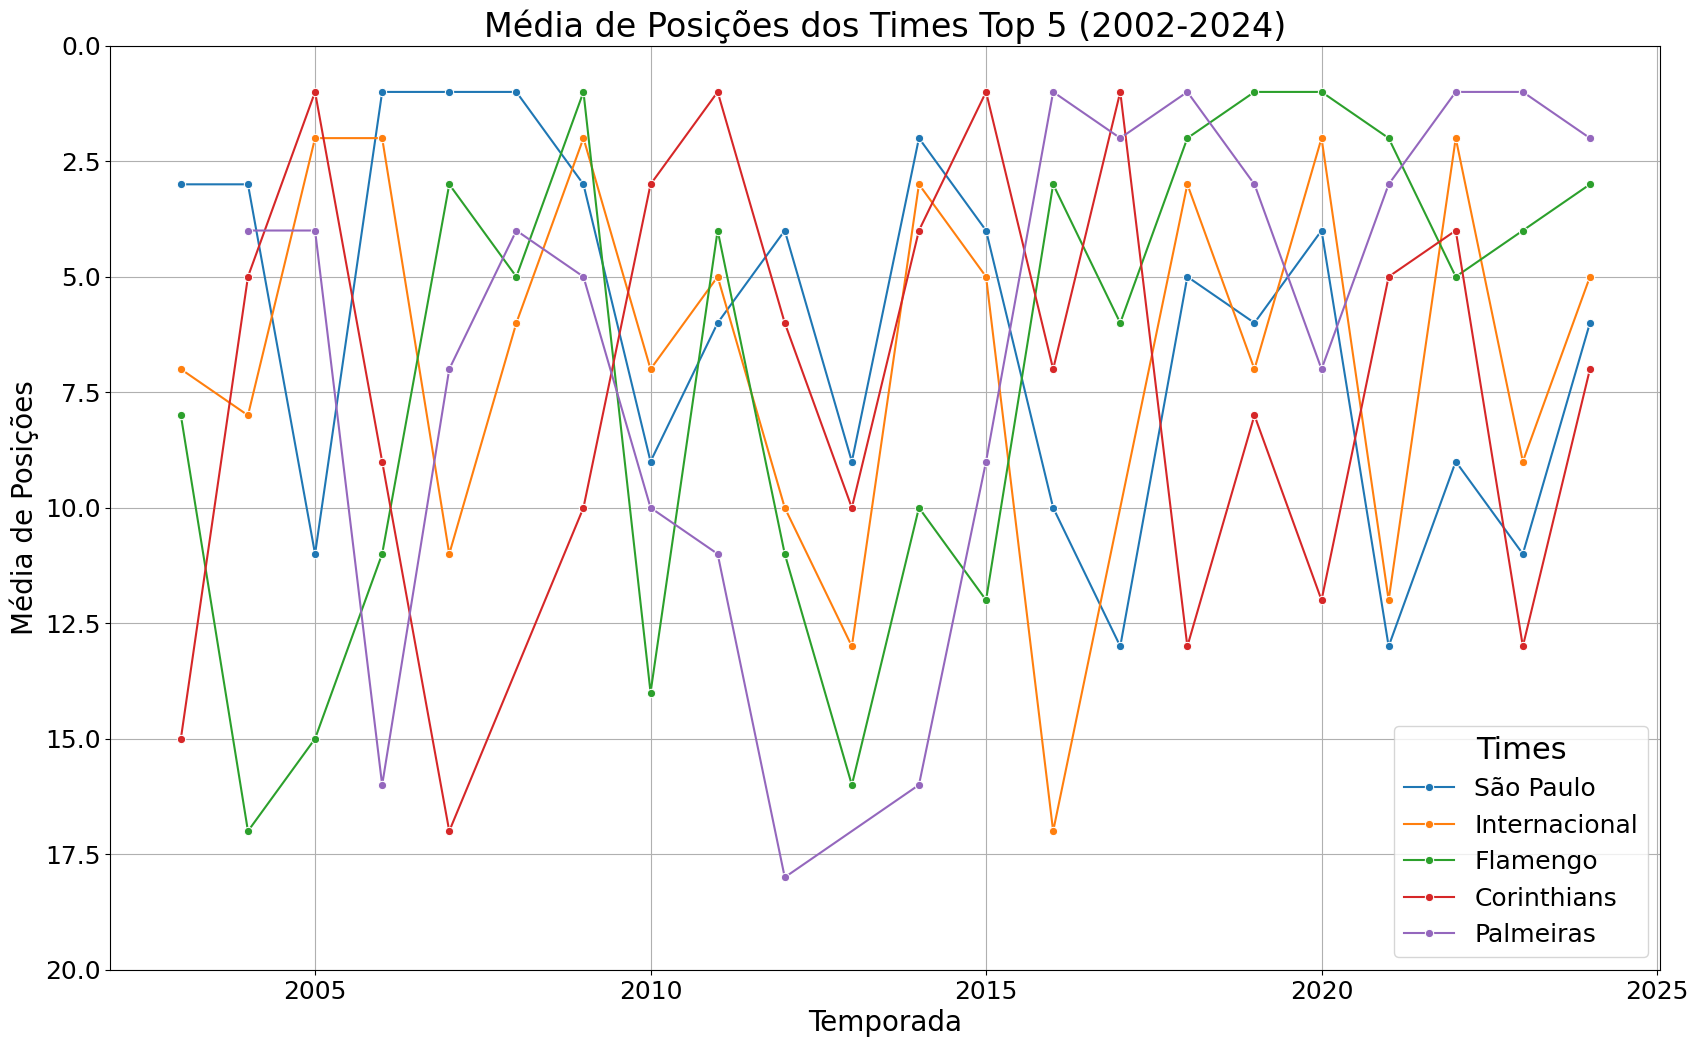 Média de Posições dos Times Top 5 (2002-2024)
Média de Posições
0.0
2.5
5.0
7.5
10.0
12.5
15.0
17.5
20.0
Times
São Paulo
Internacional
Flamengo
Corinthians
Palmeiras
2005
2010
2015
2020
2025
Temporada